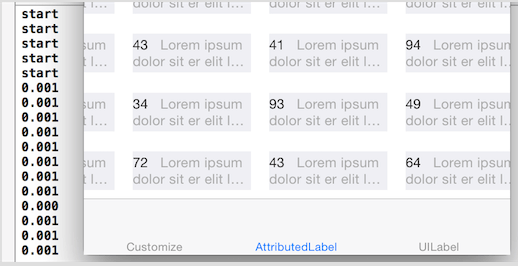 start
start
start
start
start
0.001
0.001
0.001
0.001
0.001
0.001
0.001
0.001
0.000
0.001
0.001
0.001
dolor sit er elit l... dolor sit er elit l... dolor sit er elit l...
sum 43 Lorem ipsum 41 Lorem ipsum 94 Lorem ipsum
t l... dolor sit er elit l... dolor sit er elit l... dolor sit er elit l...
sum 34 Lorem ipsum 93 Lorem ipsum 49 Lorem ipsum
t l... dolor sit er elit l... dolor sit er elit l... dolor sit er elit l...
sum 72 Lorem ipsum 43 Lorem ipsum 64 Lorem ipsum
t l... dolor sit er elit l... dolor sit er elit l... dolor sit er elit l...
Customize AttributedLabel UILabel